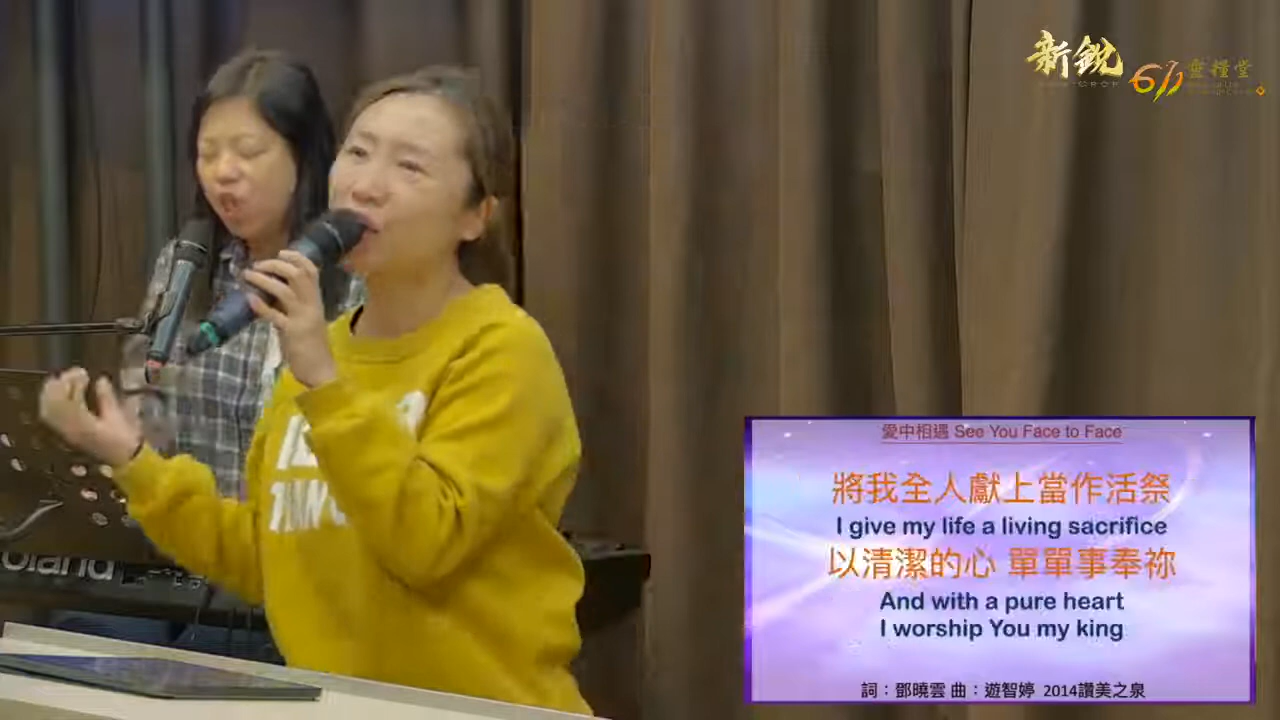 新銳
611 靈糧堂
愛中相遇 See You Face to Face
將我全人獻上當作活祭
I give my life a living sacrifice
以清潔的心 單單事奉祢
And with a pure heart
I worship You my king
詞：鄧曉雲 曲：遊智婷 2014讚美之泉
oland